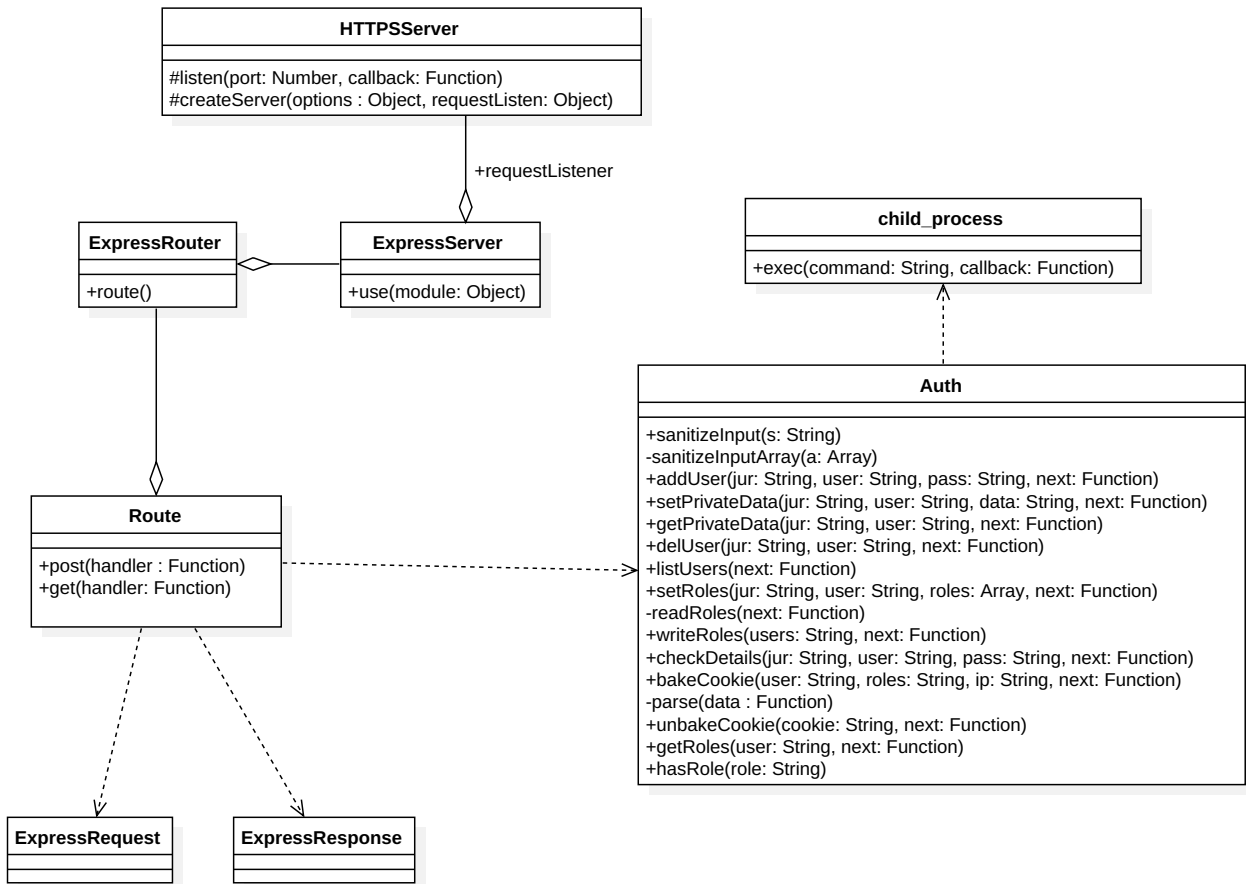 HTTPSServer
#listen(port: Number, callback: Function)
#createServer(options : Object, requestListen: Object)
+requestListener
ExpressRouter
+route()
ExpressServer
+use(module: Object)
child_process
+exec(command: String, callback: Function)
Auth
+sanitizeInput(s: String)
-sanitizeInputArray(a: Array)
+addUser(jur: String, user: String, pass: String, next: Function)
+setPrivateData(jur: String, user: String, data: String, next: Function)
+getPrivateData(jur: String, user: String, next: Function)
+delUser(jur: String, user: String, next: Function)
+listUsers(next: Function)
+setRoles(jur: String, user: String, roles: Array, next: Function)
-readRoles(next: Function)
+writeRoles(users: String, next: Function)
+checkDetails(jur: String, user: String, pass: String, next: Function)
+bakeCookie(user: String, roles: String, ip: String, next: Function)
-parse(data : Function)
+unbakeCookie(cookie: String, next: Function)
+getRoles(user: String, next: Function)
+hasRole(role: String)
Route
+post(handler : Function)
+get(handler: Function)
ExpressRequest
ExpressResponse